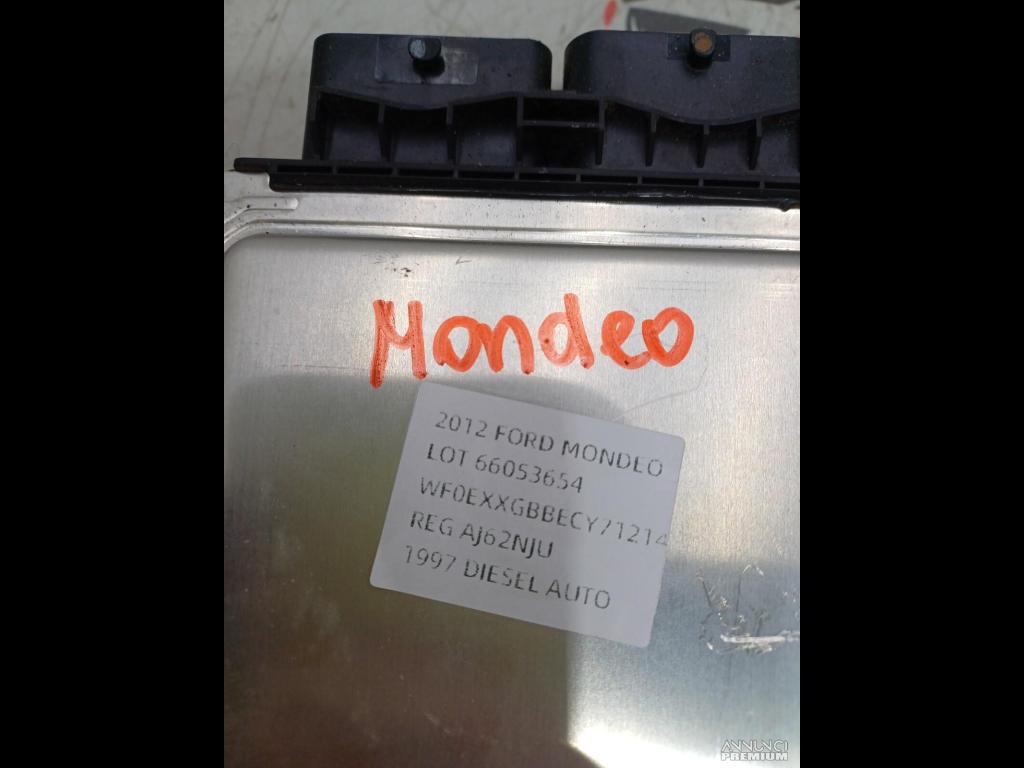 Mondeo
2012 FORD MONDEO
LOT 66053654
WF0EXXGBBECY71214
REG AJ62NJU
1997 DIESEL AUTO
ANNUNCI
PREMIUM